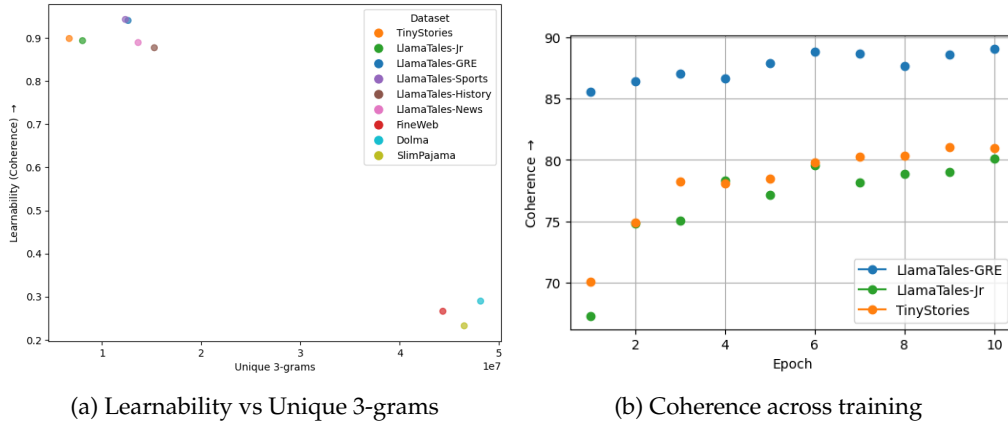 Dataset
TinyStories
LlamaTales-Jr
LlamaTales-GRE
LlamaTales-Sports
LlamaTales-History
LlamaTales-News
FineWeb
Dolma
SlimPajama
Learnability (Coherence) →
0.9
0.8
0.7
0.6
0.5
0.4
0.3
0.2
1 2 3 4 5
1e7
Unique 3-grams
(a) Learnability vs Unique 3-grams
Coherence →
90
85
80
75
70
LlamaTales-GRE
LlamaTales-Jr
TinyStories
2 4 6 8 10
Epoch
(b) Coherence across training